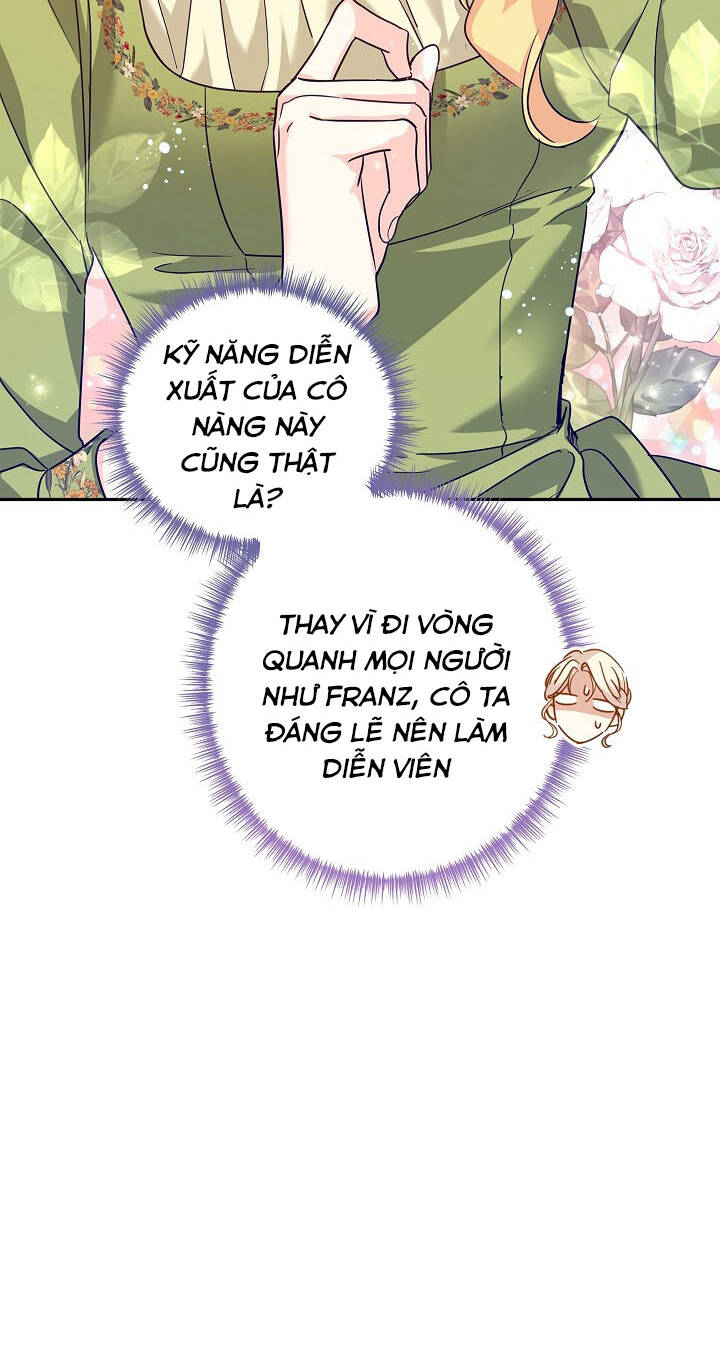 KỸ NĂNG DIỄN
XUẤT CỦA CÔ
NÀNG NÀY
CŨNG THẬT
LÀ?
THAY VÌ ĐI VÒNG
QUANH MỌI NGƯỜI
NHƯ FRANZ, CÔ TA
ĐÁNG LẼ NÊN LÀM
DIỄN VIÊN